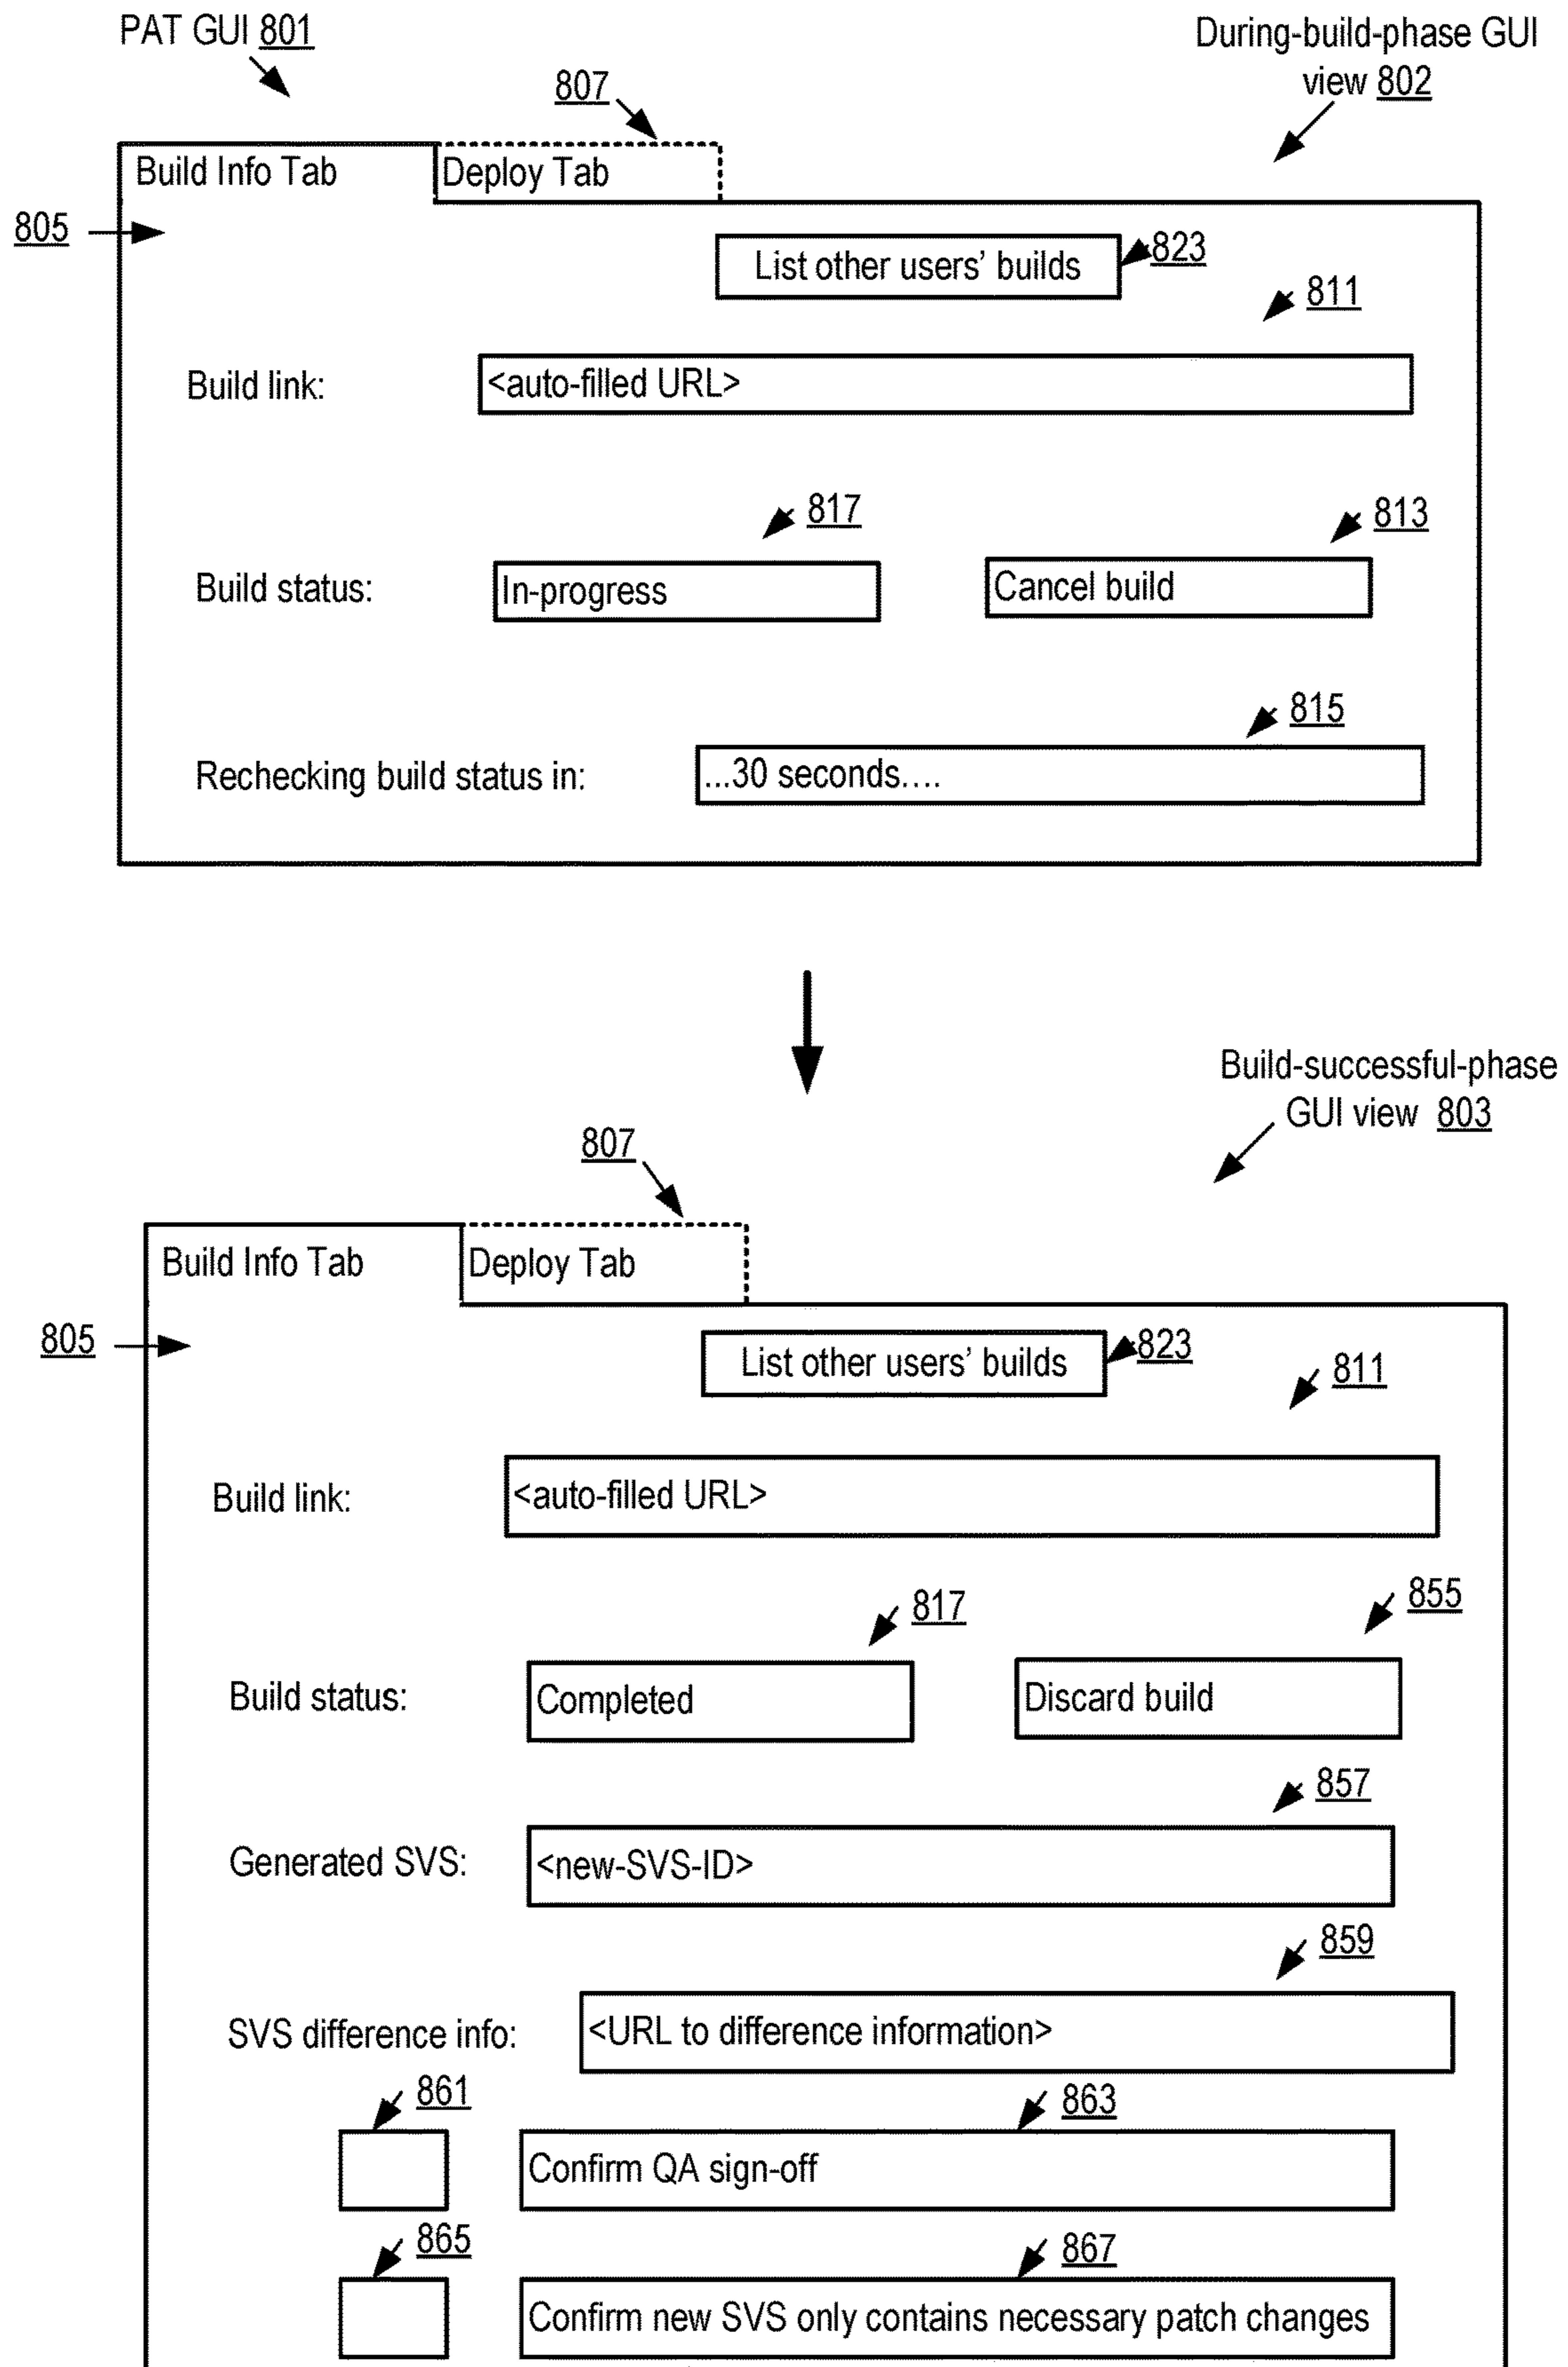 PAT GUI 801
During-build-phase GUI
view 802
807
Build Info Tab
Deploy Tab
805
List other users’ builds
823
811
Build link:
<auto-filled URL>
817
813
Build status:
In-progress
Cancel build
815
Rechecking build status in:
...30 seconds....
Build-successful-phase
GUI view 803
807
Build Info Tab
Deploy Tab
805
List other users’ builds
823
811
Build link:
<auto-filled URL>
817
855
Build status:
Completed
Discard build
857
Generated SVS:
<new-SVS-ID>
859
SVS difference info:
<URL to difference information>
861
863
Confirm QA sign-off
865
867
Confirm new SVS only contains necessary patch changes